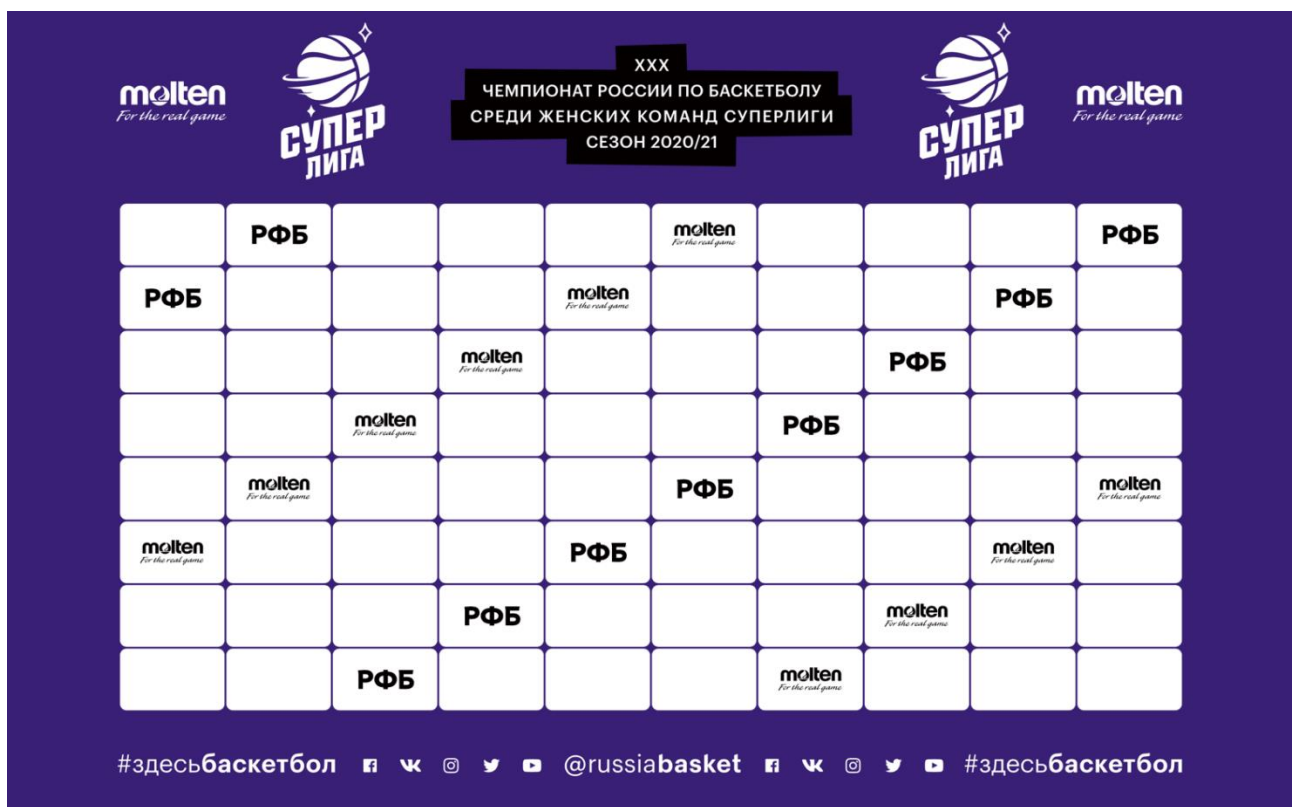 molten
For the real game
СУПЕР
ЛИГА
XXX
ЧЕМПИОНАТ РОССИИ ПО БАСКЕТБОЛУ
СРЕДИ ЖЕНСКИХ КОМАНД СУПЕРЛИГИ
СЕЗОН 2020/21
СУПЕР
ЛИГА
molten
For the real game
РФБ
molten
For the real game
РФБ
РФБ
molten
For the real game
РФБ
molten
For the real game
РФБ
molten
For the real game
РФБ
molten
For the real game
РФБ
molten
For the real game
molten
For the real game
РФБ
molten
For the real game
РФБ
molten
For the real game
РФБ
molten
For the real game
#здесьбаскетбол @russiabasket #здесьбаскетбол